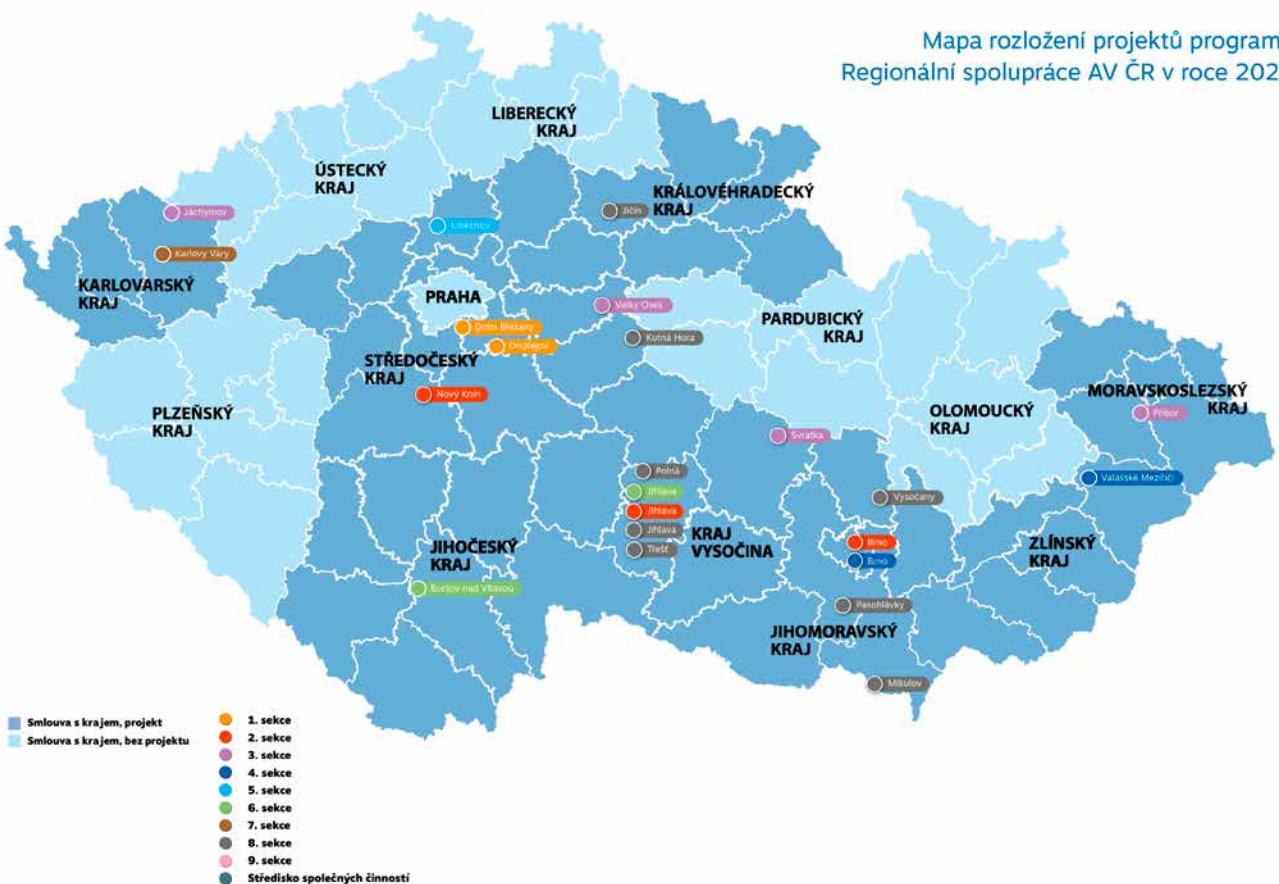 Mapa rozložení projektů program
Regionální spolupráce AV ČR v roce 202
LIBERECKÝ
KRAJ
ÚSTECKÝ
KRAJ
KRÁLOVÉHRADECKÝ
KRAJ
Jáchymov
Jičín
Liběchov
Karlovy Vary
KARLOVARSKÝ
KRAJ
PRAHA
Velký Osek
PARDUBICKÝ
KRAJ
Dolní Břežany
Kutná Hora
Ondřejov
STŘEDOČESKÝ
KRAJ
Nový Knín
PLZEŇSKÝ
KRAJ
MORAVSKOSLEZSKÝ
KRAJ
OLOMOUCKÝ
KRAJ
Příbor
Svratka
Polná
Valašské Meziříčí
Jihlava
Vysočany
Jihlava
Jihlava
KRAJ
VYSOČINA
Třešť
Brno
Brno
ZLÍNSKÝ
KRAJ
JIHOČESKÝ
KRAJ
Boršov nad Vltavou
Pasohlávky
JIHOMORAVSKÝ
KRAJ
Mikulov
Smlouva s krajem, projekt
Smlouva s krajem, bez projektu
1. sekce
2. sekce
3. sekce
4. sekce
5. sekce
6. sekce
7. sekce
8. sekce
9. sekce
Středisko společných činností